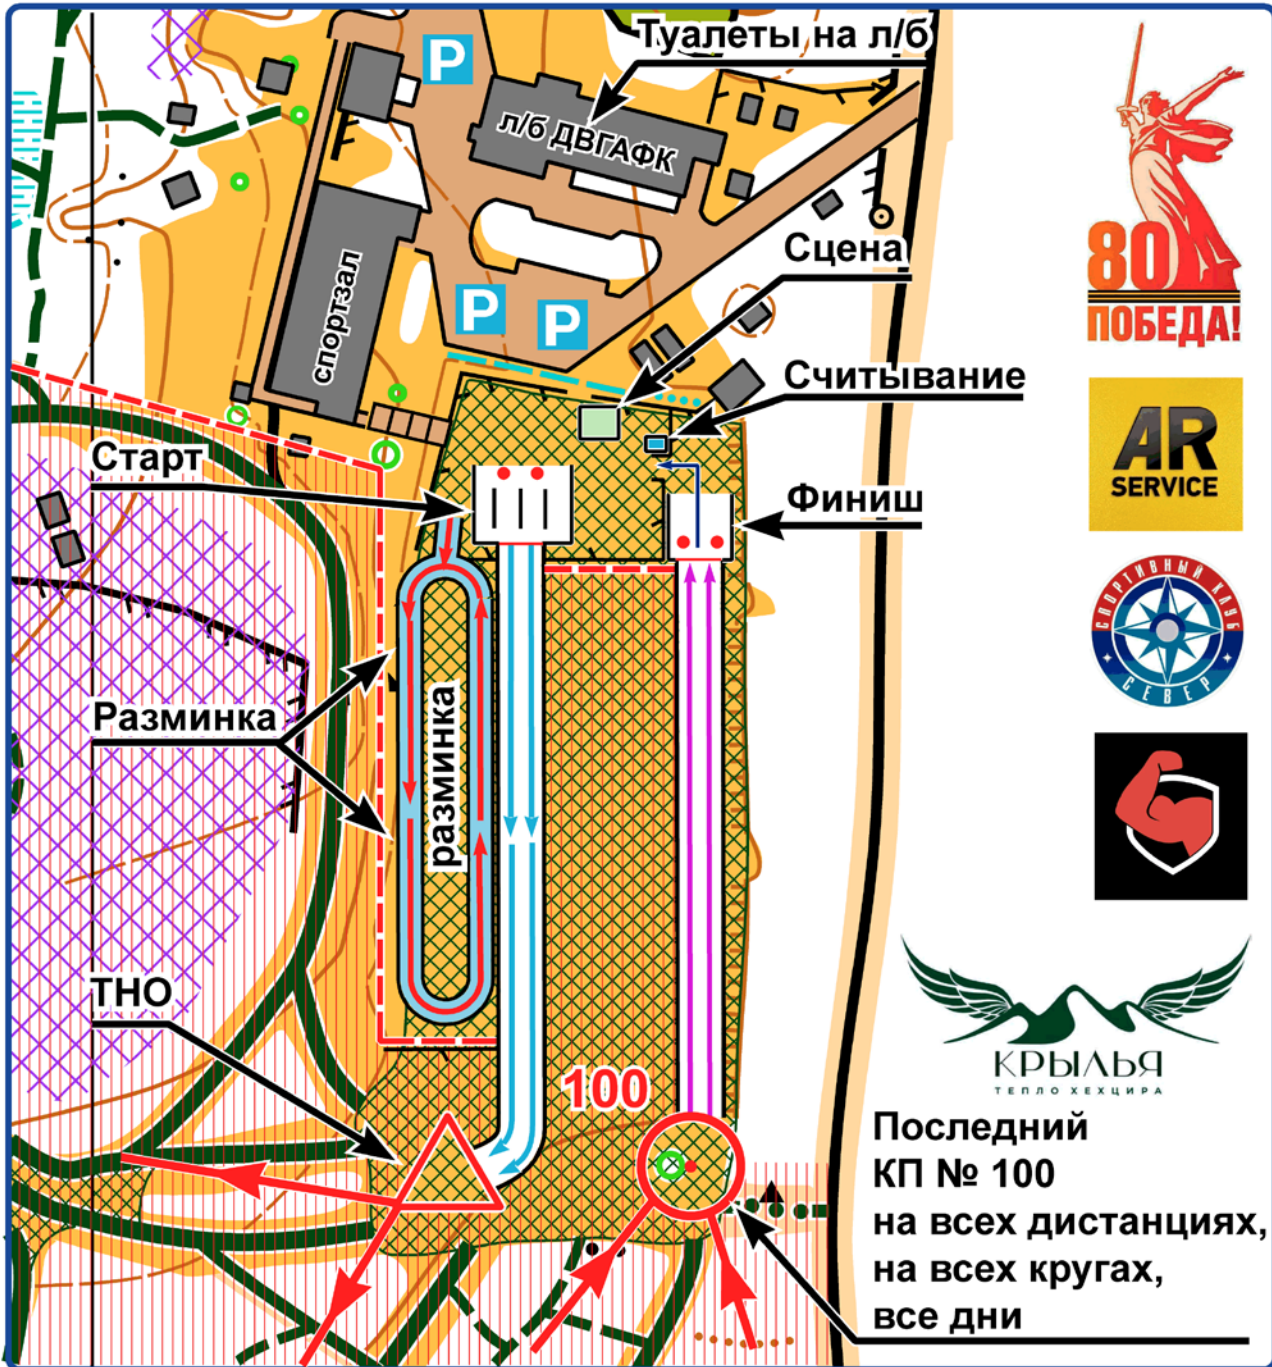 Туалеты на л/б
P
л/б ДВГАФК
80
ПОБЕДА!
Сцена
спортзал
P
P
Считывание
AR
SERVICE
Старт
Финиш
СПОРТИВНЫЙ КЛУБ
СЕВЕР
Разминка
разминка
ТНО
100
КРЫЛЬЯ
ТЕПЛО ХЕХЦИРА
Последний
КП № 100
на всех дистанциях,
на всех кругах,
все дни